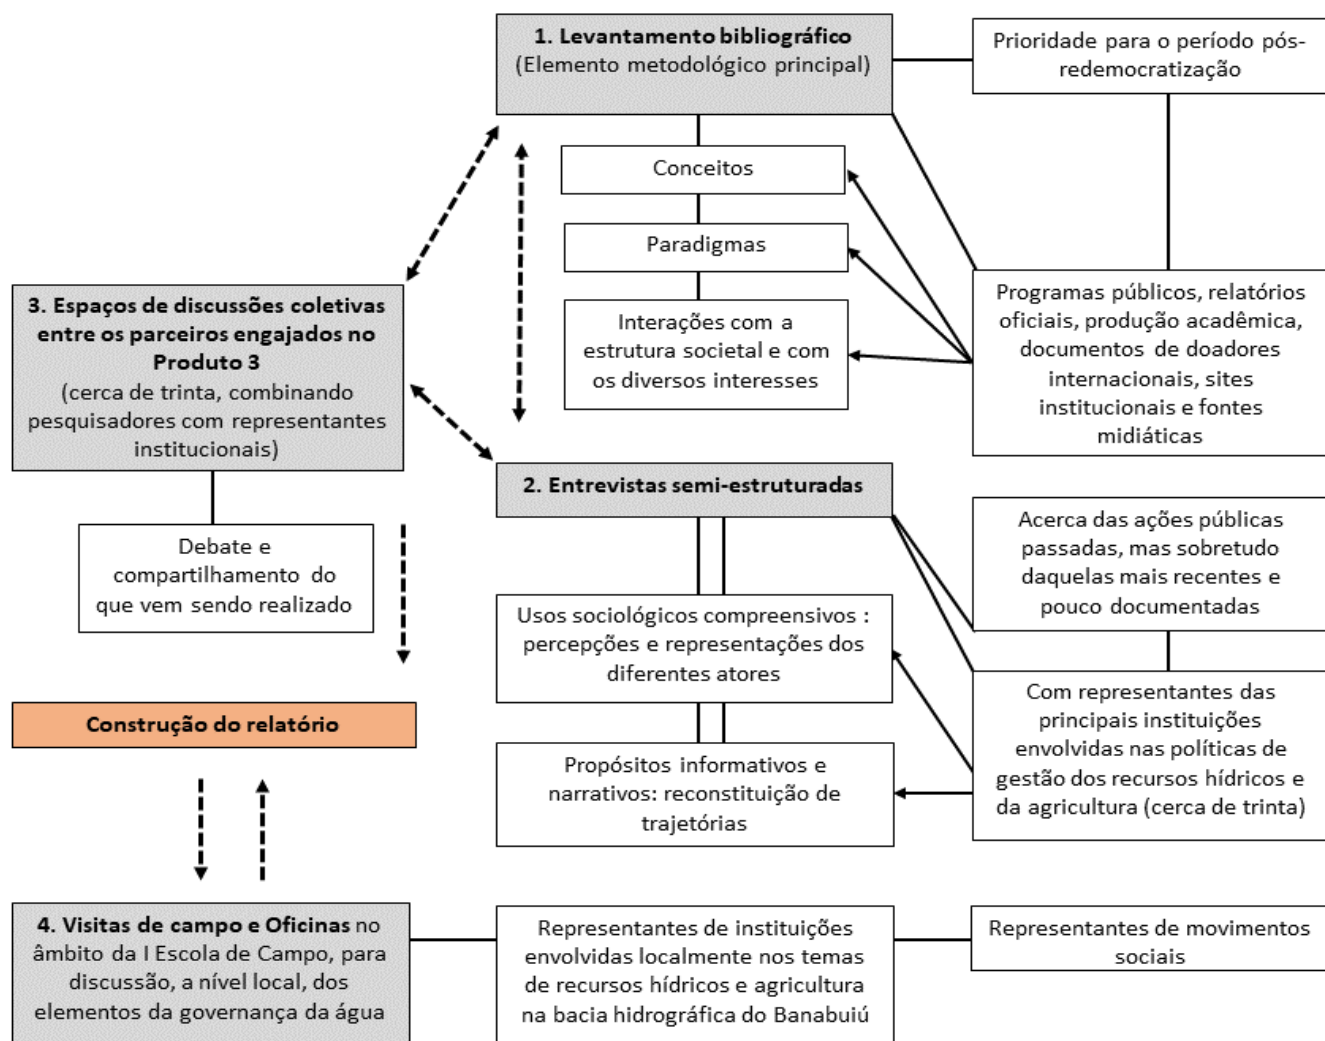 1. Levantamento bibliográfico
(Elemento metodológico principal)
Prioridade para o período pós-
redemocratização
Conceitos
Paradigmas
Interações com a
estrutura societal e com
os diversos interesses
Programas públicos, relatórios
oficiais, produção acadêmica,
documentos de doadores
internacionais, sites
institucionais e fontes
midiáticas
3. Espaços de discussões coletivas
entre os parceiros engajados no
Produto 3
(cerca de trinta, combinando
pesquisadores com representantes
institucionais)
Debate e
compartilhamento do
que vem sendo realizado
2. Entrevistas semi-estruturadas
Acerca das ações públicas
passadas, mas sobretudo
daquelas mais recentes e
pouco documentadas
Usos sociológicos compreensivos :
percepções e representações dos
diferentes atores
Com representantes das
principais instituições
envolvidas nas políticas de
gestão dos recursos hídricos e
da agricultura (cerca de trinta)
Propósitos informativos e
narrativos: reconstituição de
trajetórias
Construção do relatório
4. Visitas de campo e Oficinas no
âmbito da I Escola de Campo, para
discussão, a nível local, dos
elementos da governança da água
Representantes de instituições
envolvidas localmente nos temas
de recursos hídricos e agricultura
na bacia hidrográfica do Banabuiú
Representantes de movimentos
sociais